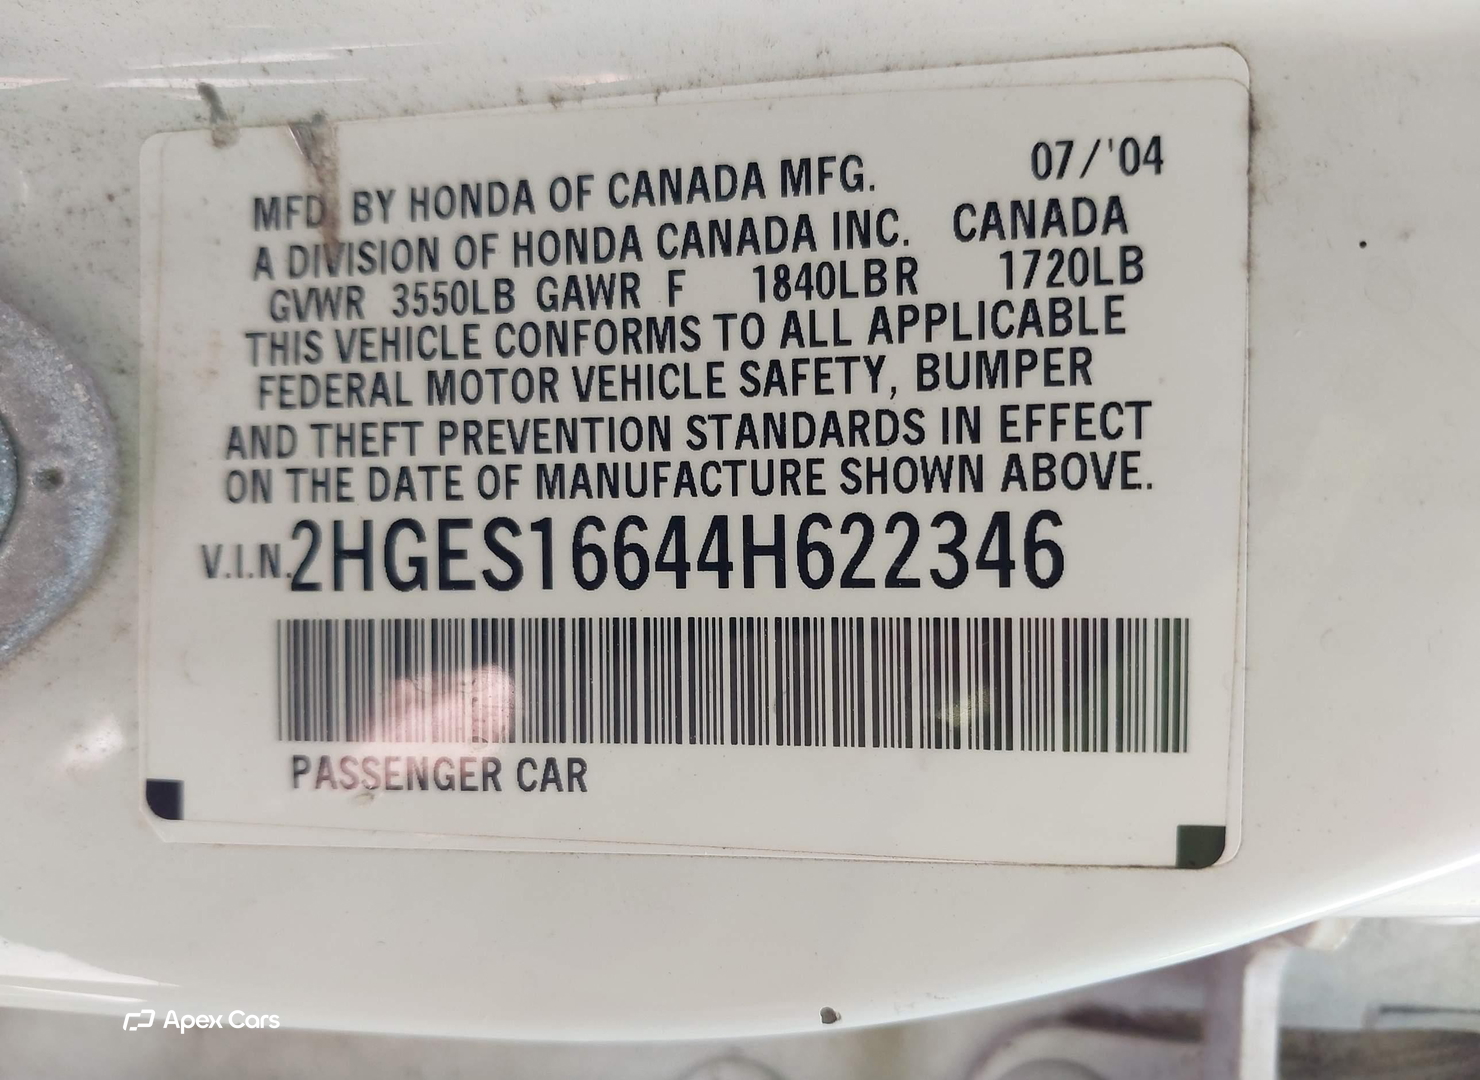 07/'04
MFD BY HONDA OF CANADA MFG.
A DIVISION OF HONDA CANADA INC. CANADA
GVWR 3550LB GAWR F 1840LBR 1720LB
THIS VEHICLE CONFORMS TO ALL APPLICABLE
FEDERAL MOTOR VEHICLE SAFETY, BUMPER
AND THEFT PREVENTION STANDARDS IN EFFECT
ON THE DATE OF MANUFACTURE SHOWN ABOVE.
V.I.N.2HGES16644H622346
PASSENGER CAR
Apex Cars